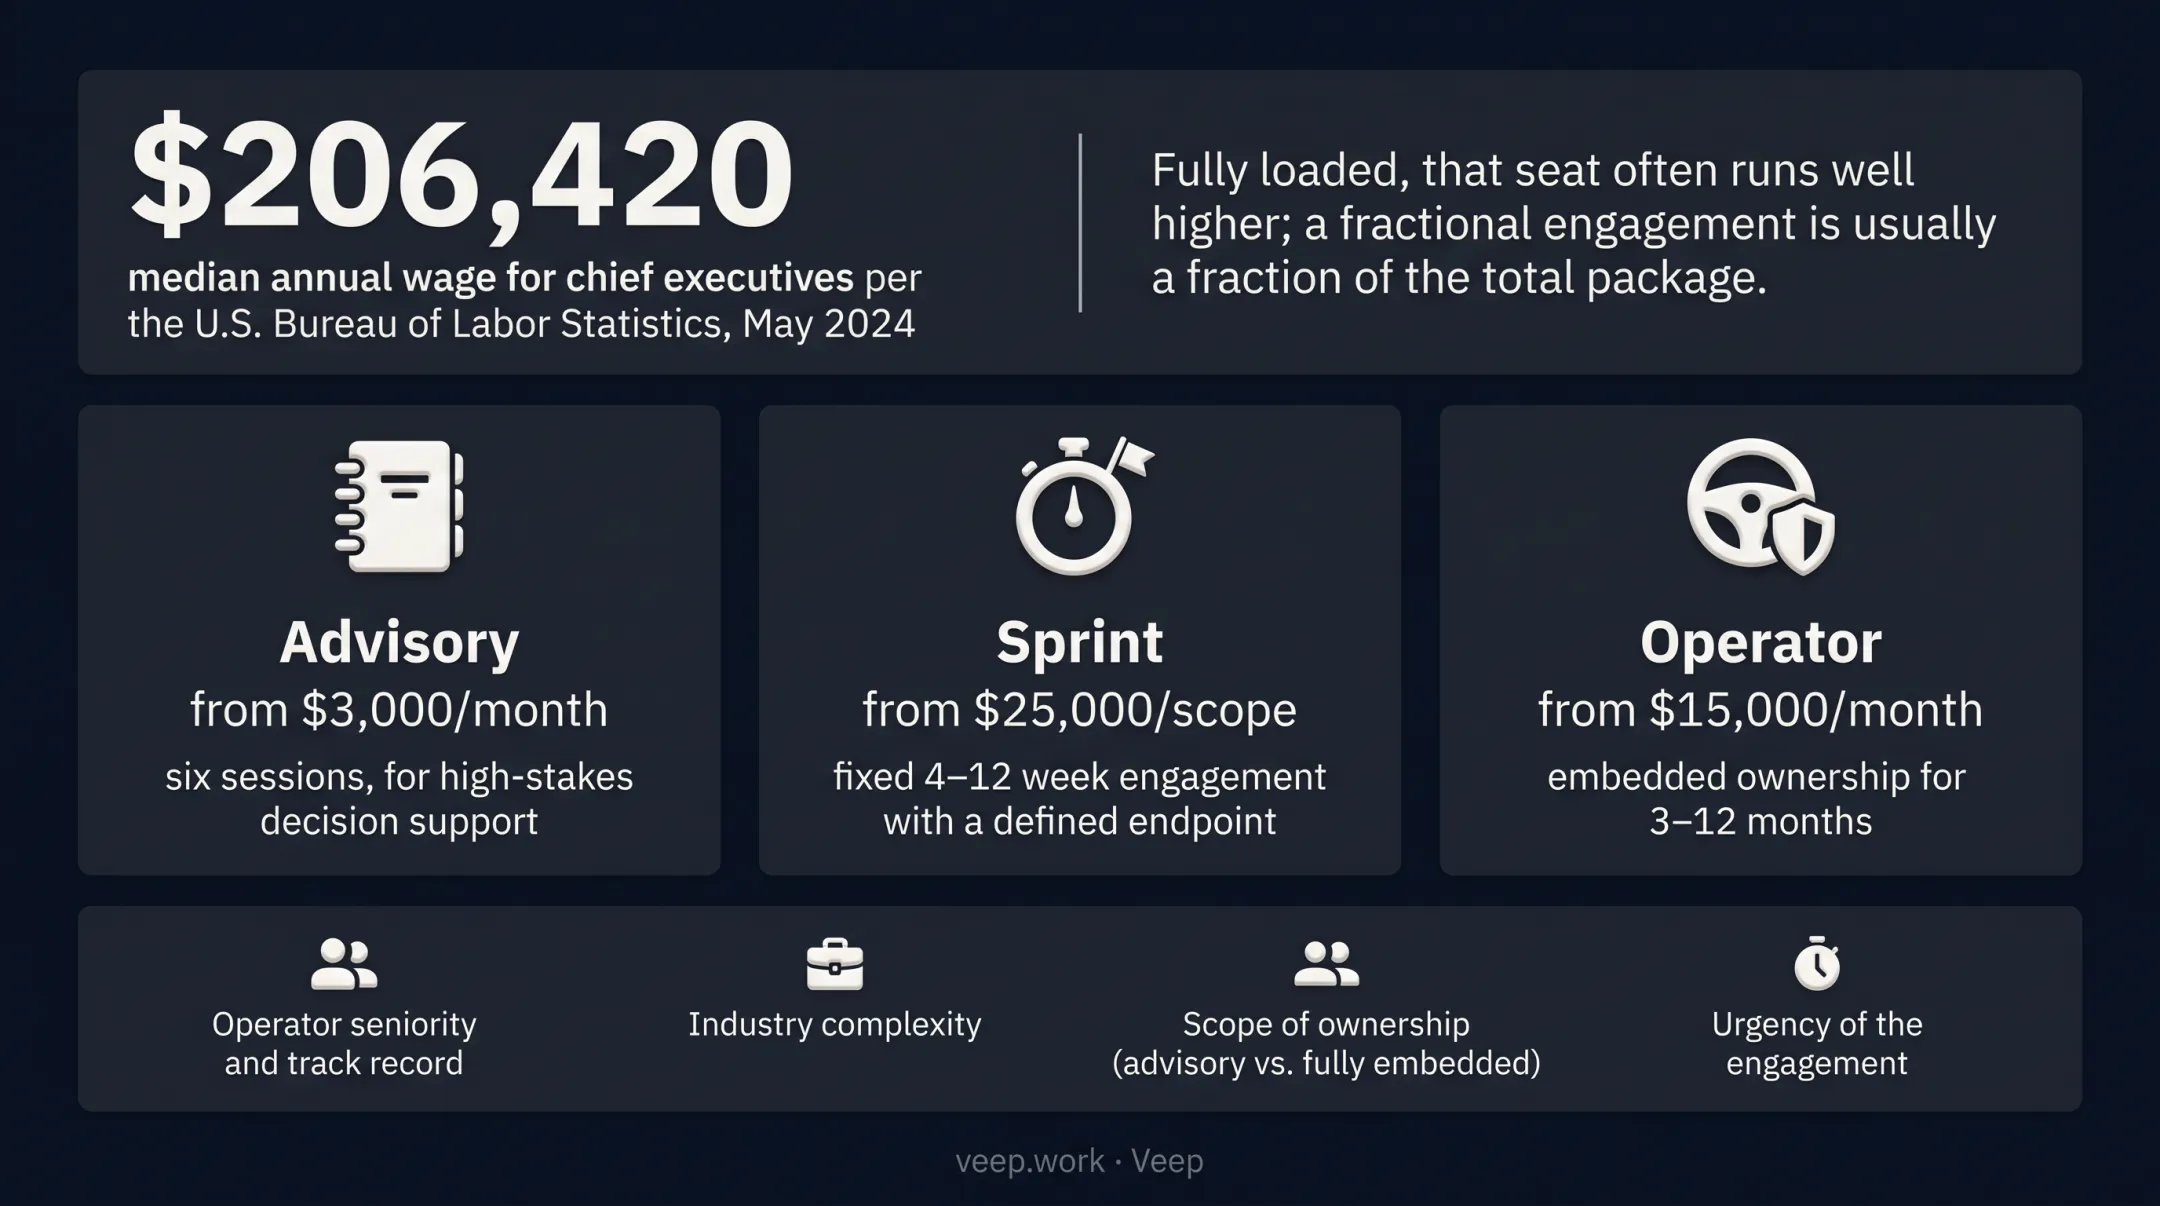 $206,420
median annual wage for chief executives per
the U.S. Bureau of Labor Statistics, May 2024
Fully loaded, that seat often runs well
higher; a fractional engagement is usually
a fraction of the total package.
Advisory
from $3,000/month
six sessions, for high-stakes
decision support
Sprint
from $25,000/scope
fixed 4–12 week engagement
with a defined endpoint
Operator
from $15,000/month
embedded ownership for
3–12 months
Operator seniority
and track record
Industry complexity
Scope of ownership
(advisory vs. fully embedded)
Urgency of the
engagement
veep.work · Veep